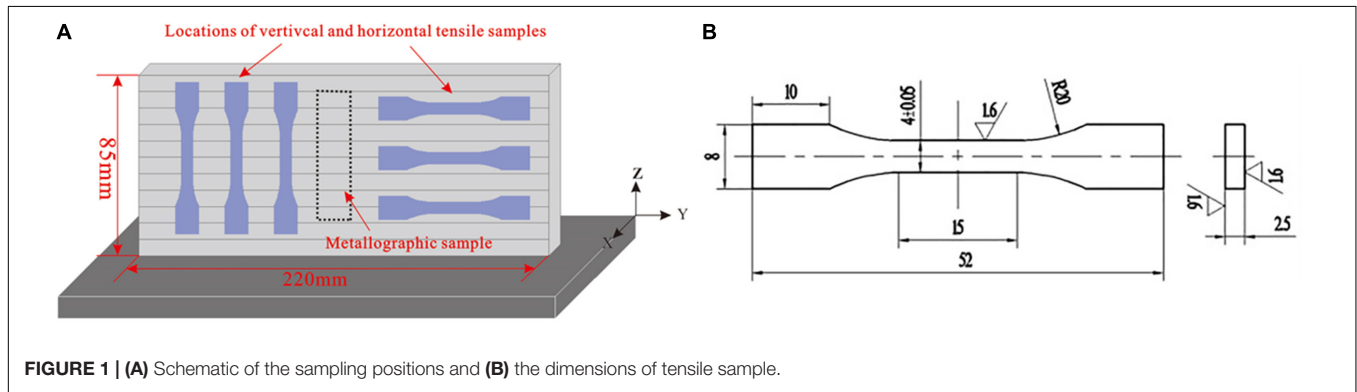 A
Locations of vertivcal and horizontal tensile samples
85mm
Metallographic sample
220mm
Z
Y
X
B
10
4±0.05
1.6
R20
8
15
52
1.6
1.6
2.5
FIGURE 1 | (A) Schematic of the sampling positions and (B) the dimensions of tensile sample.